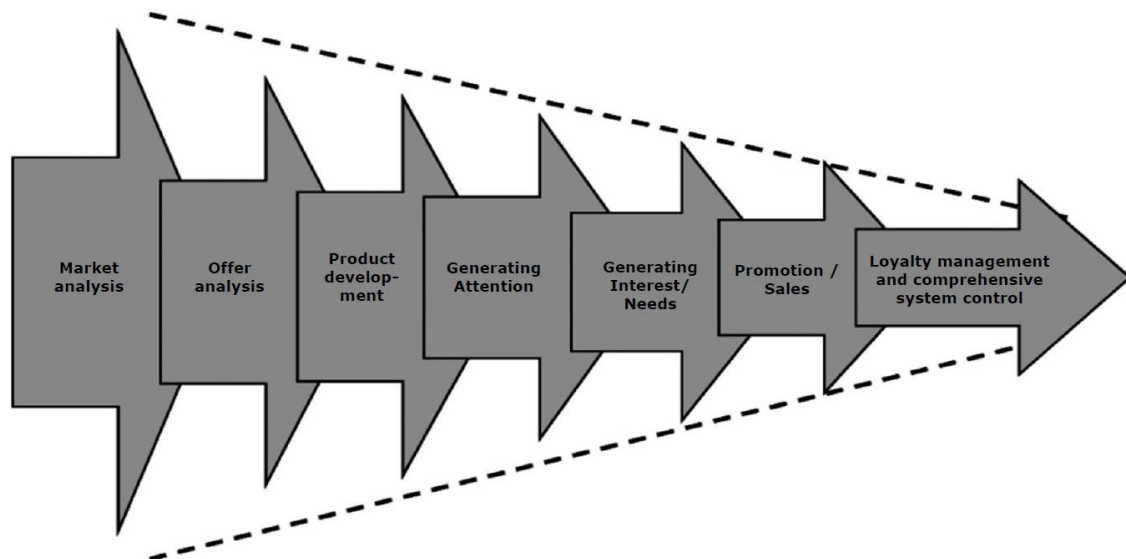 Market
analysis
Offer
analysis
Product
develop-
ment
Generating
Attention
Generating
Interest/
Needs
Promotion /
Sales
Loyalty management
and comprehensive
system control